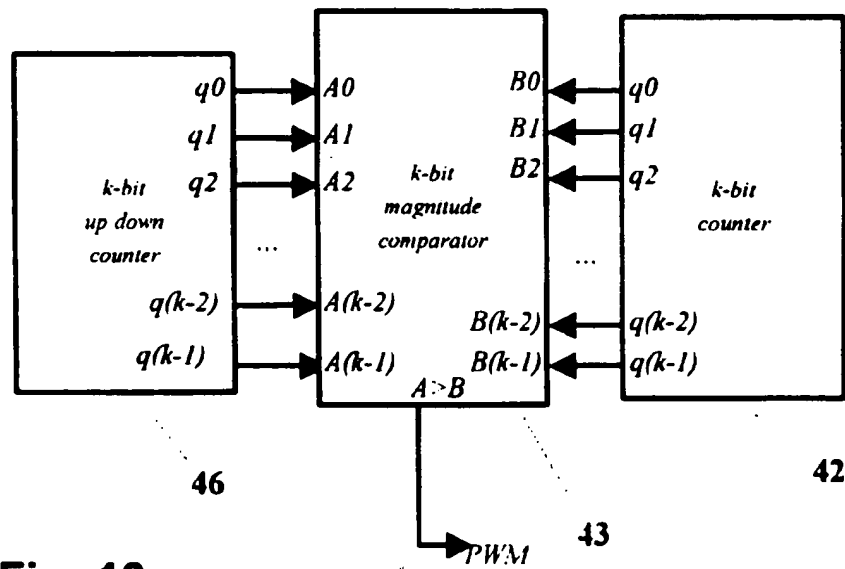 q0
q1
q2
k-bit
up down
counter
...
q(k-2)
q(k-1)
A0
A1
A2
A(k-2)
A(k-1)
k-bit
magnitude
comparator
B0
B1
B2
B(k-2)
B(k-1)
A>B
...
q0
q1
q2
k-bit
counter
q(k-2)
q(k-1)
46
43
42
PWM